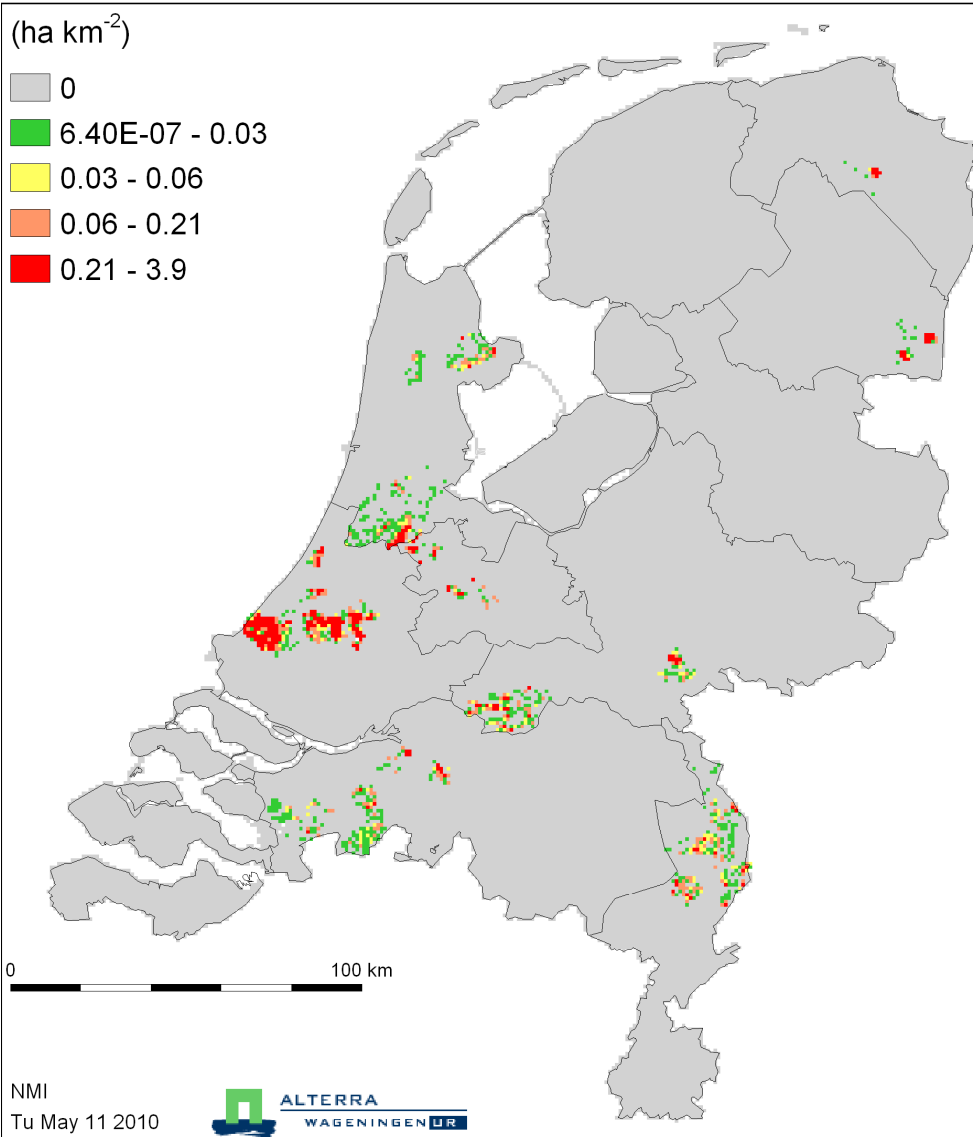 (ha km⁻²)
0
6.40E-07 - 0.03
0.03 - 0.06
0.06 - 0.21
0.21 - 3.9
0 100 km
NMI
Tu May 11 2010
ALTERRA
WAGENINGEN UR